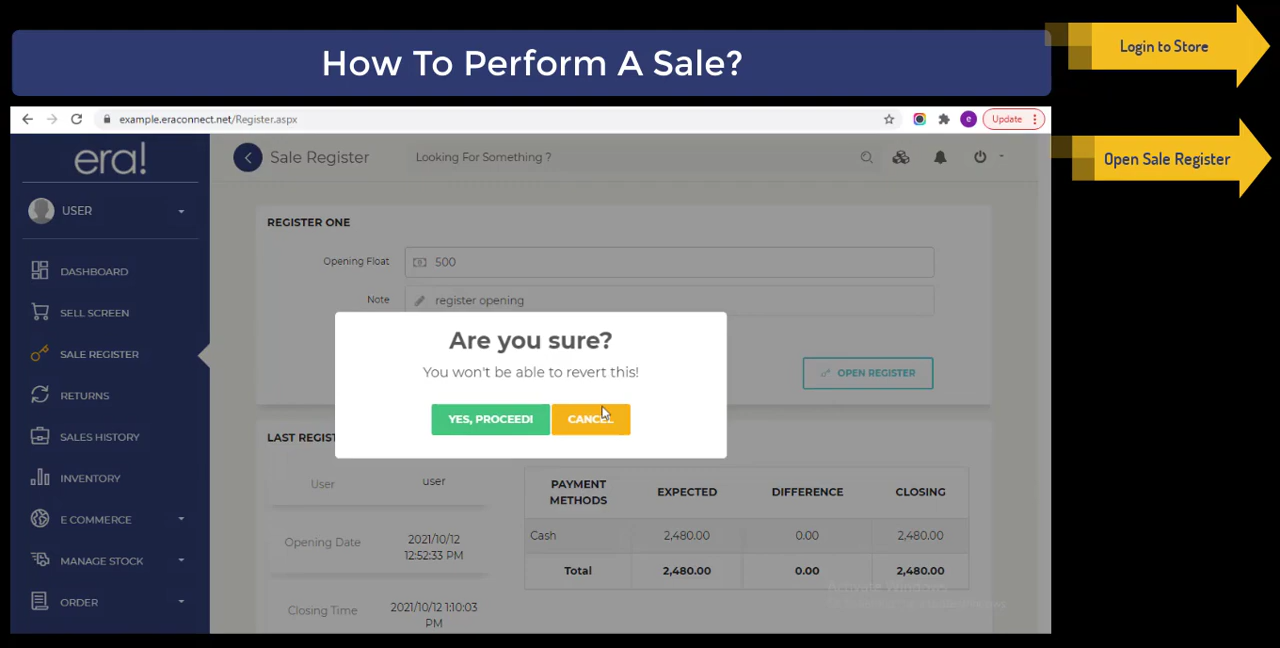 How To Perform A Sale?
Login to Store
example.eraconnect.net/Register.aspx
e
Update
Open Sale Register
era!
Sale Register
Looking For Something ?
USER
REGISTER ONE
Opening Float
500
Note
register opening
DASHBOARD
SELL SCREEN
SALE REGISTER
RETURNS
SALES HISTORY
INVENTORY
E COMMERCE
MANAGE STOCK
ORDER
Are you sure?
You won't be able to revert this!
YES, PROCEED!
CANCEL
OPEN REGISTER
LAST REGIST
User
user
Opening Date
2021/10/12
12:52:33 PM
Closing Time
2021/10/12 1:10:03
PM
PAYMENT
METHODS
EXPECTED
DIFFERENCE
CLOSING
Cash
2,480.00
0.00
2,480.00
Total
2,480.00
0.00
2,480.00
Activate Windows